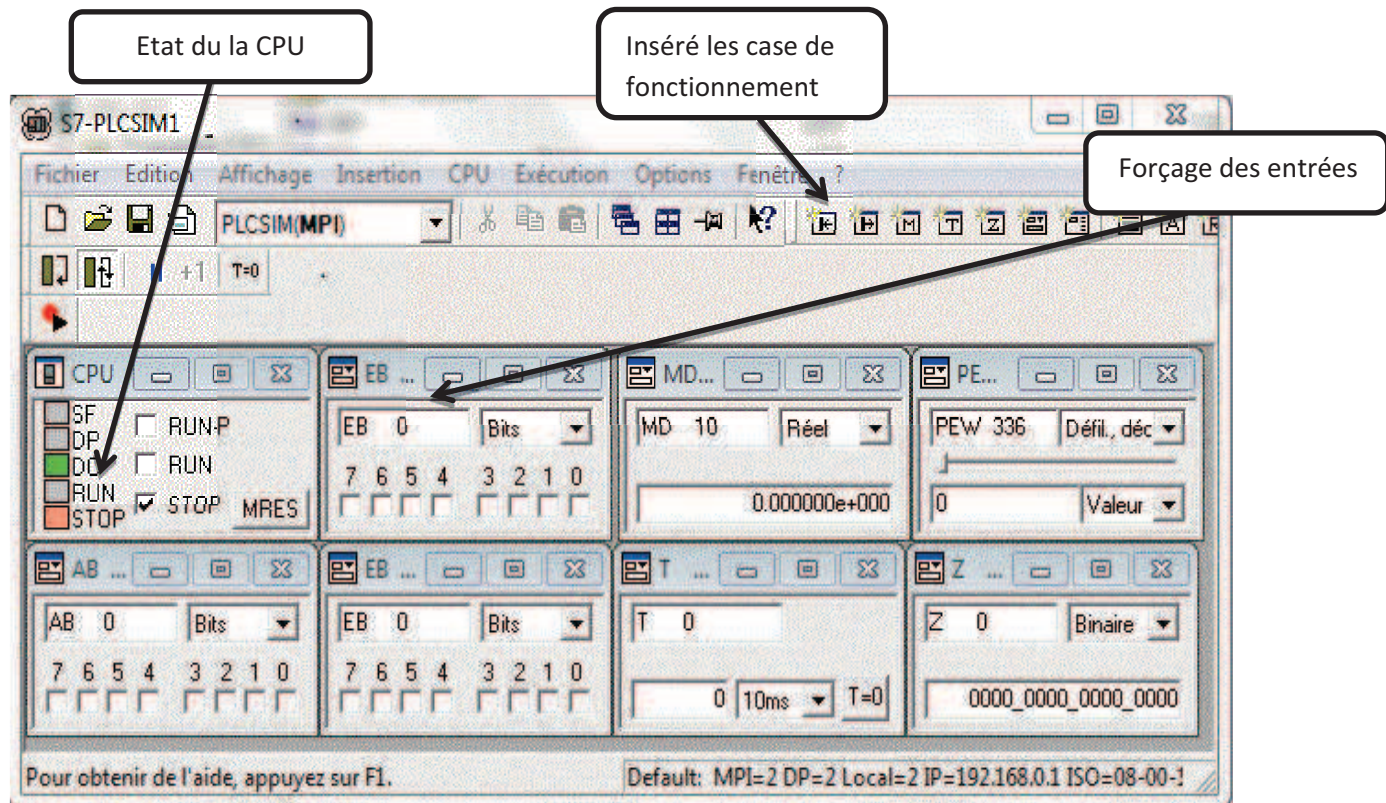 Etat du la CPU
Inséré les case de
fonctionnement
Forçage des entrées
S7-PLCSIM1
Fichier Edition Affichage Insertion CPU Exécution Options Fenêtre ?
PLCSIM(MPI)
+1 T=0
CPU
EB ...
MD...
PE...
SF
DP
DC
RUN
STOP
RUN-P
RUN
STOP
MRES
EB 0 Bits
7 6 5 4 3 2 1 0
MD 10 Réel
0.000000e+000
PEW 336 Défil., déc
0 Valeur
AB ...
EB ...
T ...
Z ...
AB 0 Bits
7 6 5 4 3 2 1 0
EB 0 Bits
7 6 5 4 3 2 1 0
T 0
0 10ms T=0
Z 0 Binaire
0000_0000_0000_0000
Pour obtenir de l'aide, appuyez sur F1.
Default: MPI=2 DP=2 Local=2 IP=192.168.0.1 ISO=08-00-1